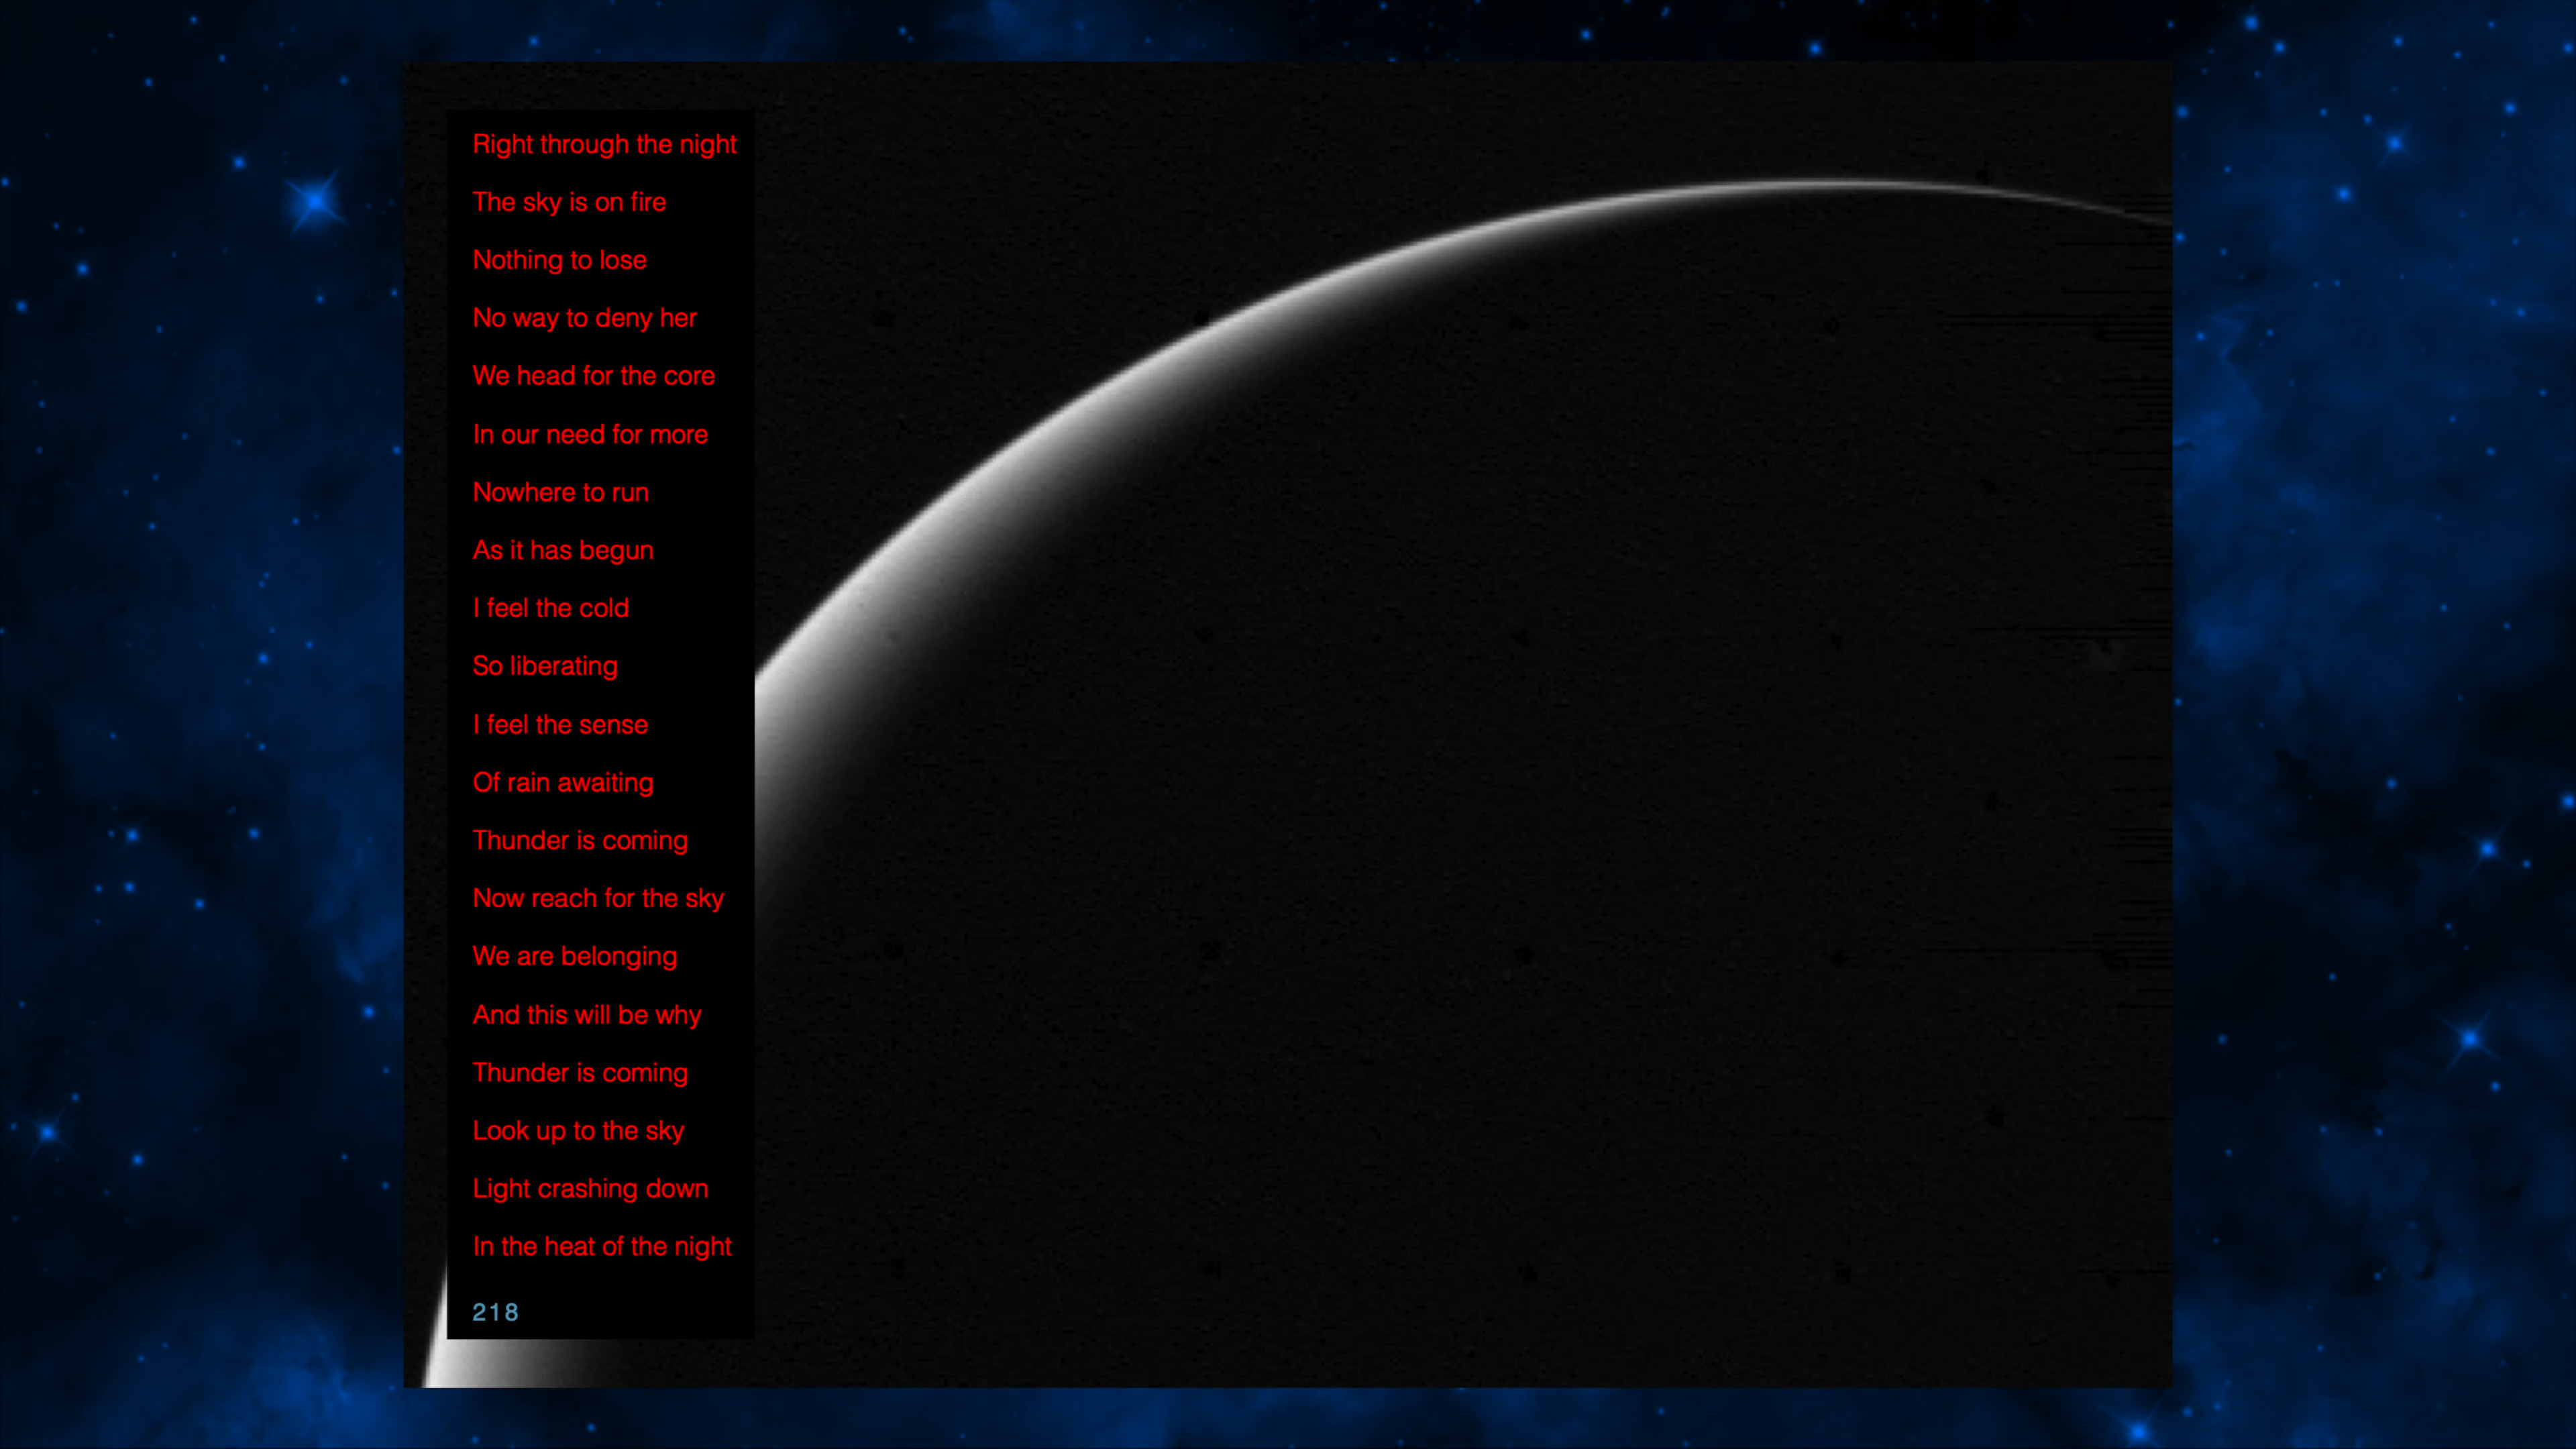 Right through the night
The sky is on fire
Nothing to lose
No way to deny her
We head for the core
In our need for more
Nowhere to run
As it has begun
I feel the cold
So liberating
I feel the sense
Of rain awaiting
Thunder is coming
Now reach for the sky
We are belonging
And this will be why
Thunder is coming
Look up to the sky
Light crashing down
In the heat of the night
218